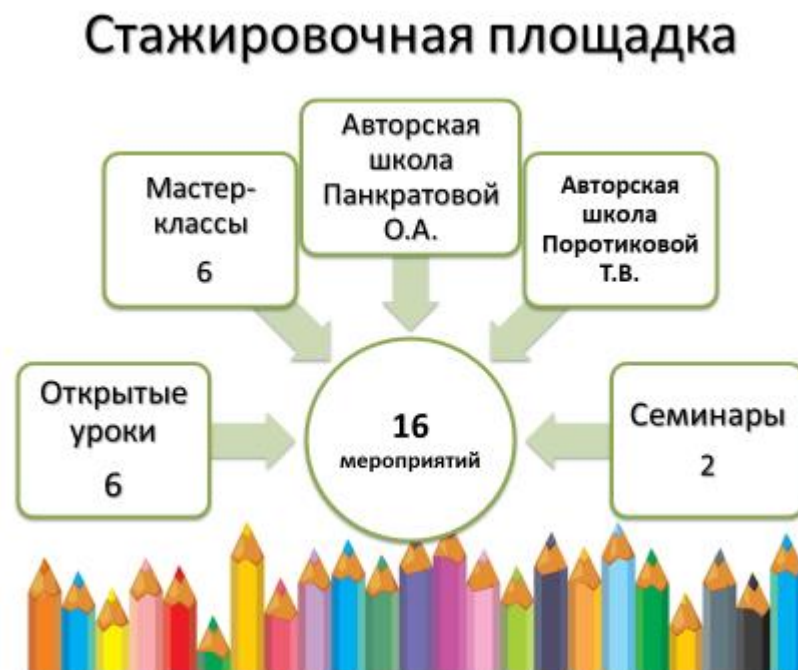 Стажировочная площадка
Открытые
уроки
6
Мастер-
классы
6
Авторская
школа
Панкратовой
О.А.
Авторская
школа
Поротиковой
Т.В.
Семинары
2
16
мероприятий